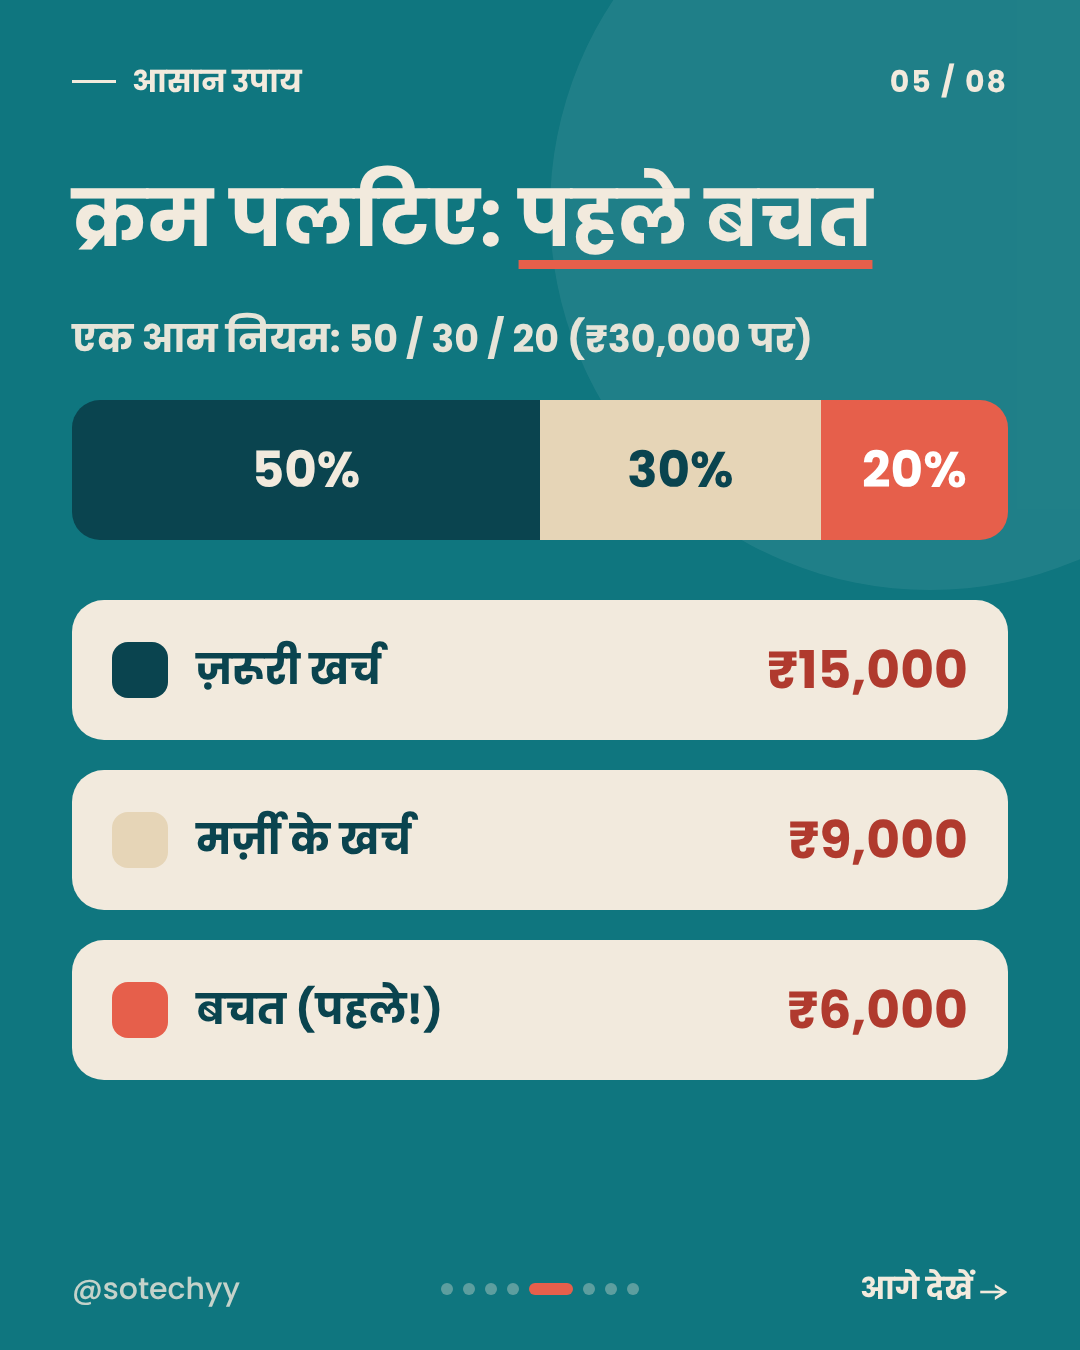 आसान उपाय
05 / 08
क्रम पलटिए: पहले बचत
एक आम नियम: 50 / 30 / 20 (₹30,000 पर)
50% 30% 20%
ज़रूरी खर्च ₹15,000
मर्ज़ी के खर्च ₹9,000
बचत (पहले!) ₹6,000
@sotechyy
आगे देखें →